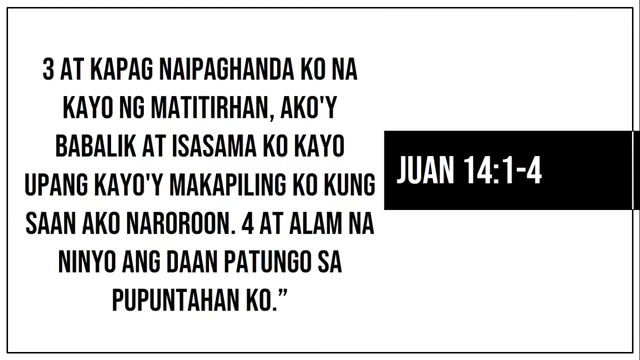 3 AT KAPAG NAIPAGHANDA KO NA
KAYO NG MATITIRHAN, AKO'Y
BABALIK AT ISASAMA KO KAYO
UPANG KAYO'Y MAKAPILING KO KUNG
SAAN AKO NAROROON. 4 AT ALAM NA
NINYO ANG DAAN PATUNGO SA
PUPUNTAHAN KO.”
JUAN 14:1-4